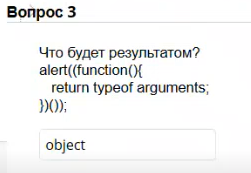 Вопрос 3
Что будет результатом?
alert((function(){
return typeof arguments;
})());
object